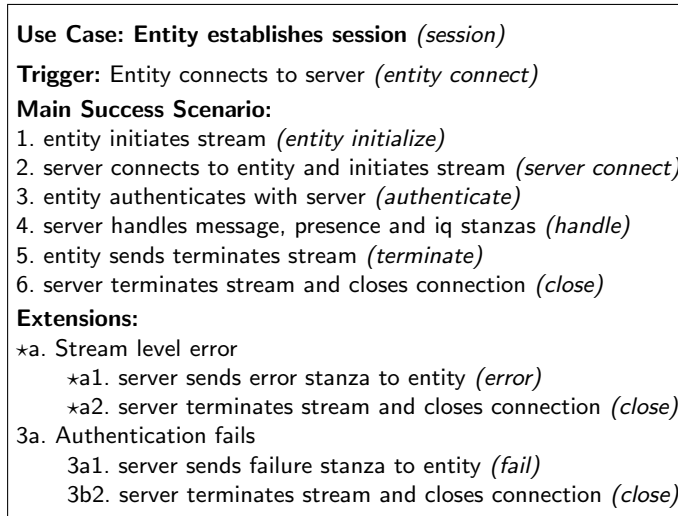 Use Case: Entity establishes session (session)
Trigger: Entity connects to server (entity connect)
Main Success Scenario:
1. entity initiates stream (entity initialize)
2. server connects to entity and initiates stream (server connect)
3. entity authenticates with server (authenticate)
4. server handles message, presence and iq stanzas (handle)
5. entity sends terminates stream (terminate)
6. server terminates stream and closes connection (close)
Extensions:
⋆a. Stream level error
⋆a1. server sends error stanza to entity (error)
⋆a2. server terminates stream and closes connection (close)
3a. Authentication fails
3a1. server sends failure stanza to entity (fail)
3b2. server terminates stream and closes connection (close)